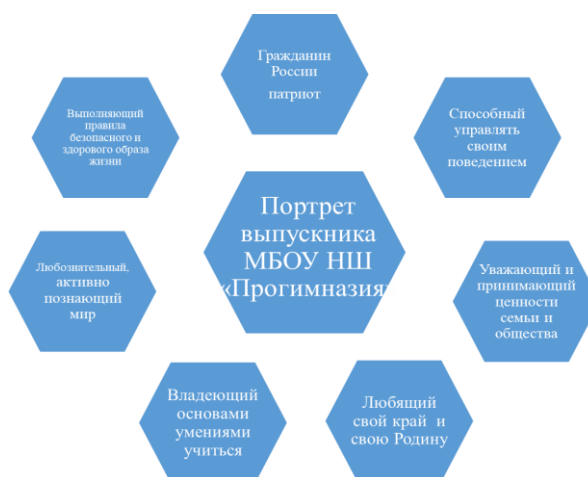 Гражданин
России
патриот
Способный
управлять
своим
поведением
Уважающий и
принимающий
ценности
семьи и
общества
Любящий
свой край и
свою Родину
Владеющий
основами
умениями
учиться
Любознательный,
активно
познающий
мир
Выполняющий
правила
безопасного и
здорового образа
жизни
Портрет
выпускника
МБОУ НШ
«Прогимназия»